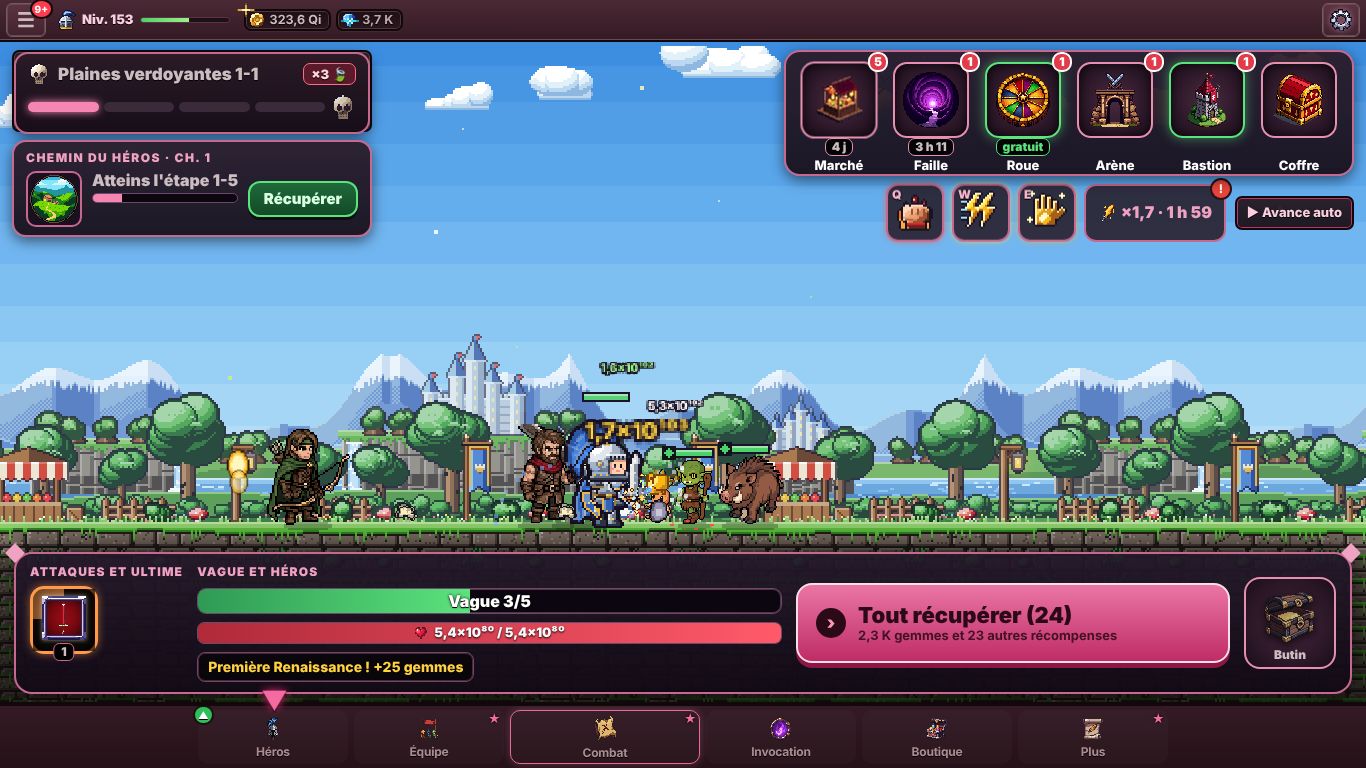 9+
Niv. 153
323,6 Qi
3,7 K
Plaines verdoyantes 1-1
×3
CHEMIN DU HÉROS · CH. 1
Atteins l'étape 1-5
Récupérer
5
1
1
1
1
4 j
3 h 11
gratuit
Marché
Faille
Roue
Arène
Bastion
Coffre
Q
W
E
×1,7 · 1 h 59
!
▶ Avance auto
1,7×10¹⁰³
ATTAQUES ET ULTIME
VAGUE ET HÉROS
1
Vague 3/5
5,4×10⁸⁰ / 5,4×10⁸⁰
Première Renaissance ! +25 gemmes
Tout récupérer (24)
2,3 K gemmes et 23 autres récompenses
Butin
Héros
Équipe
Combat
Invocation
Boutique
Plus